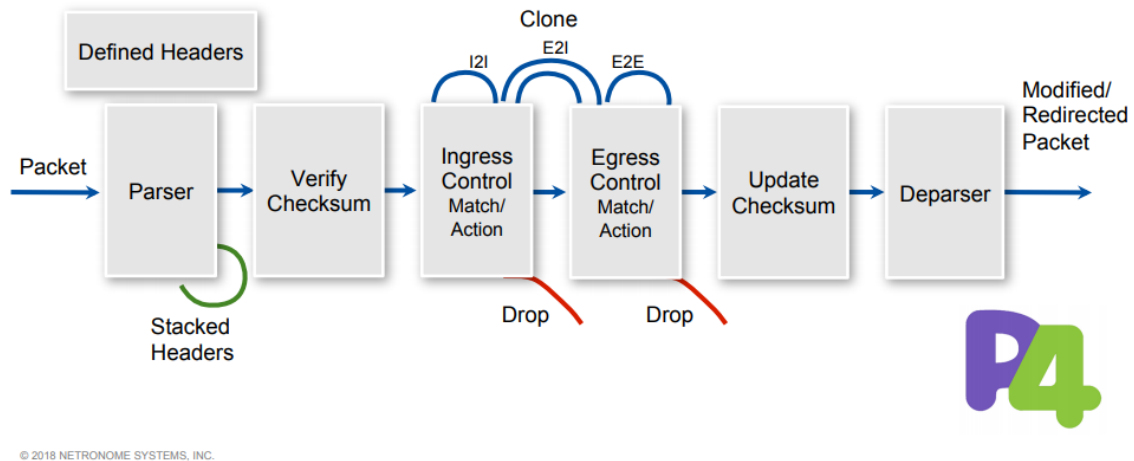 Clone
Defined Headers
I2I
E2I
E2E
Modified/
Redirected
Packet
Packet
Parser
Verify
Checksum
Ingress
Control
Match/
Action
Egress
Control
Match/
Action
Update
Checksum
Deparser
Stacked
Headers
Drop
Drop
P4
© 2018 NETRONOME SYSTEMS, INC.